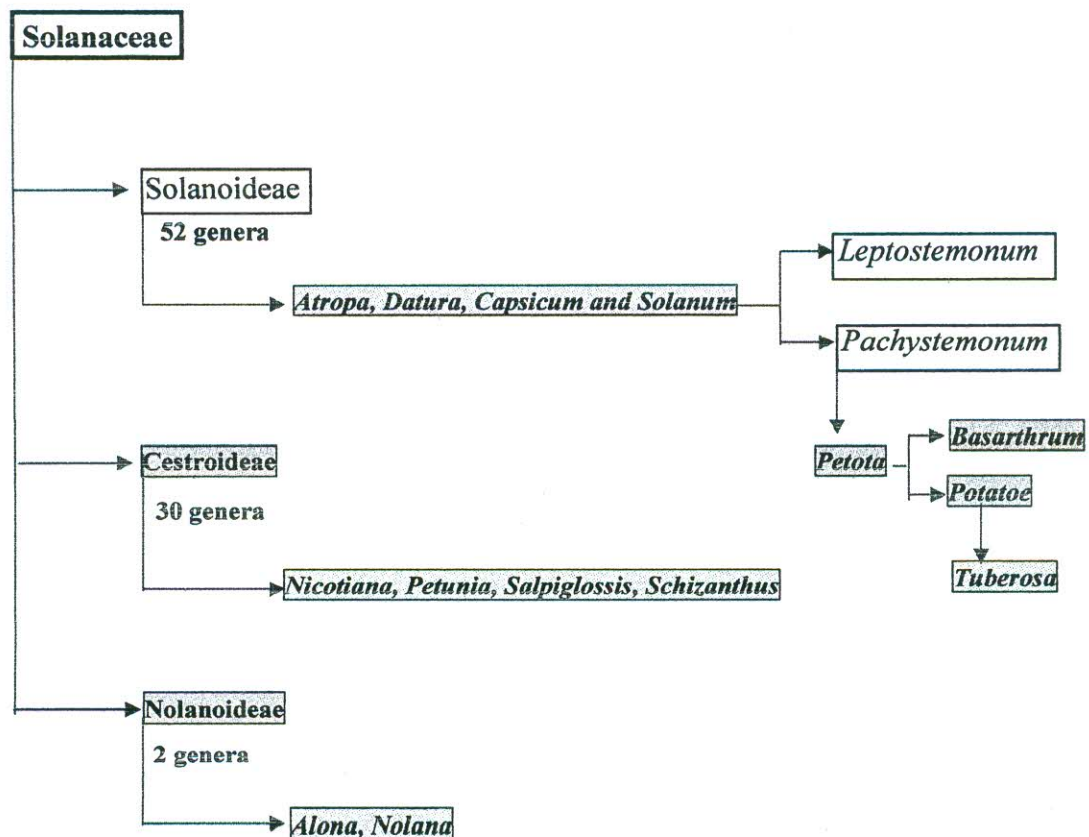 Solanaceae
Solanoideae
52 genera
Atropa, Datura, Capsicum and Solanum
Leptostemonum
Pachystemonum
Petota
Basarthrum
Potatoe
Tuberosa
Cestroideae
30 genera
Nicotiana, Petunia, Salpiglossis, Schizanthus
Nolanoideae
2 genera
Alona, Nolana